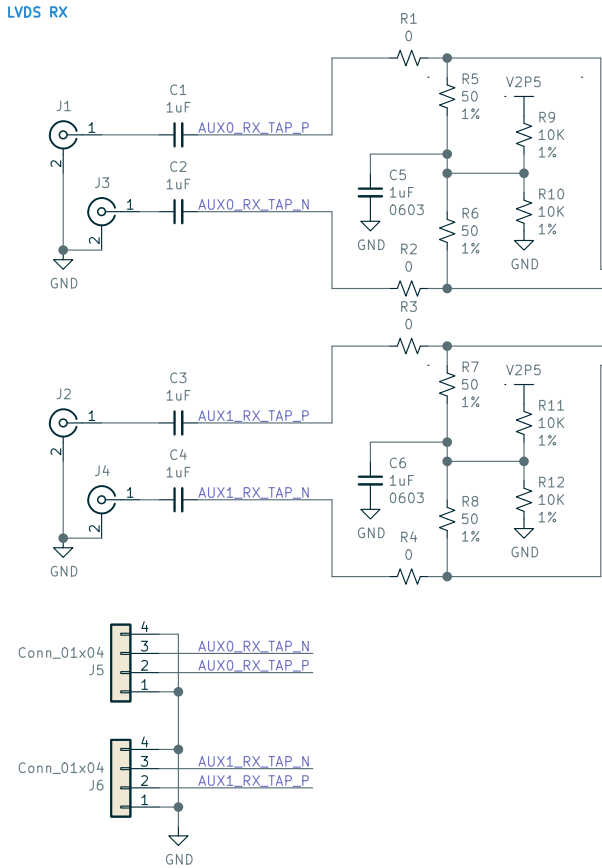 LVDS RX
R1
0
R5
50
1%
V2P5
R9
10K
1%
J1
1
2
C1
1uF
AUX0_RX_TAP_P
J3
1
2
C2
1uF
AUX0_RX_TAP_N
C5
1uF
0603
GND
R6
50
1%
R10
10K
1%
GND
R2
0
GND
R3
0
R7
50
1%
V2P5
R11
10K
1%
J2
1
2
C3
1uF
AUX1_RX_TAP_P
J4
1
2
C4
1uF
AUX1_RX_TAP_N
C6
1uF
0603
GND
R8
50
1%
R12
10K
1%
GND
R4
0
GND
Conn_01x04
J5
4
3
2
1
AUX0_RX_TAP_N
AUX0_RX_TAP_P
Conn_01x04
J6
4
3
2
1
AUX1_RX_TAP_N
AUX1_RX_TAP_P
GND